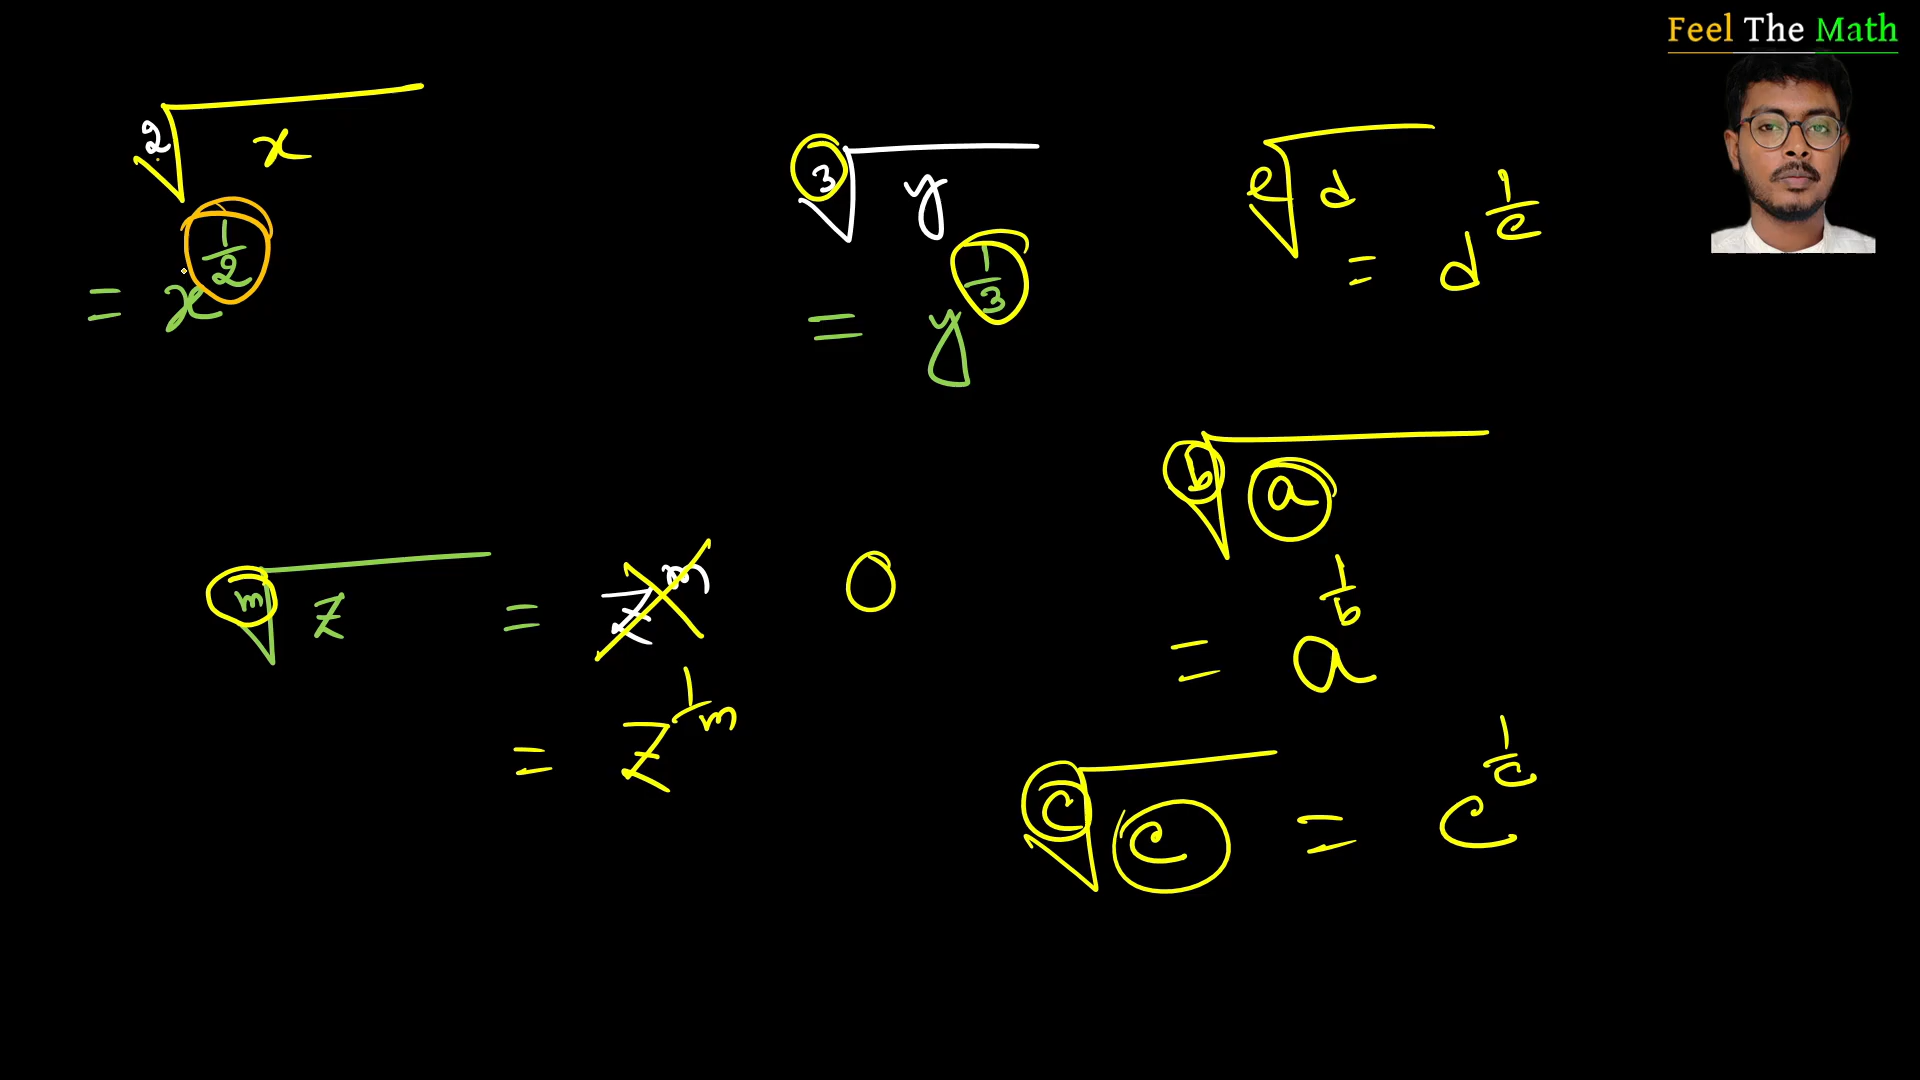 Feel The Math
²√x
= x^(1/2)
³√y
= y^(1/3)
ᵉ√d
= d^(1/e)
ᵐ√z = z^m
0
= z^(1/m)
ᵇ√a
= a^(1/b)
ᶜ√c = c^(1/c)